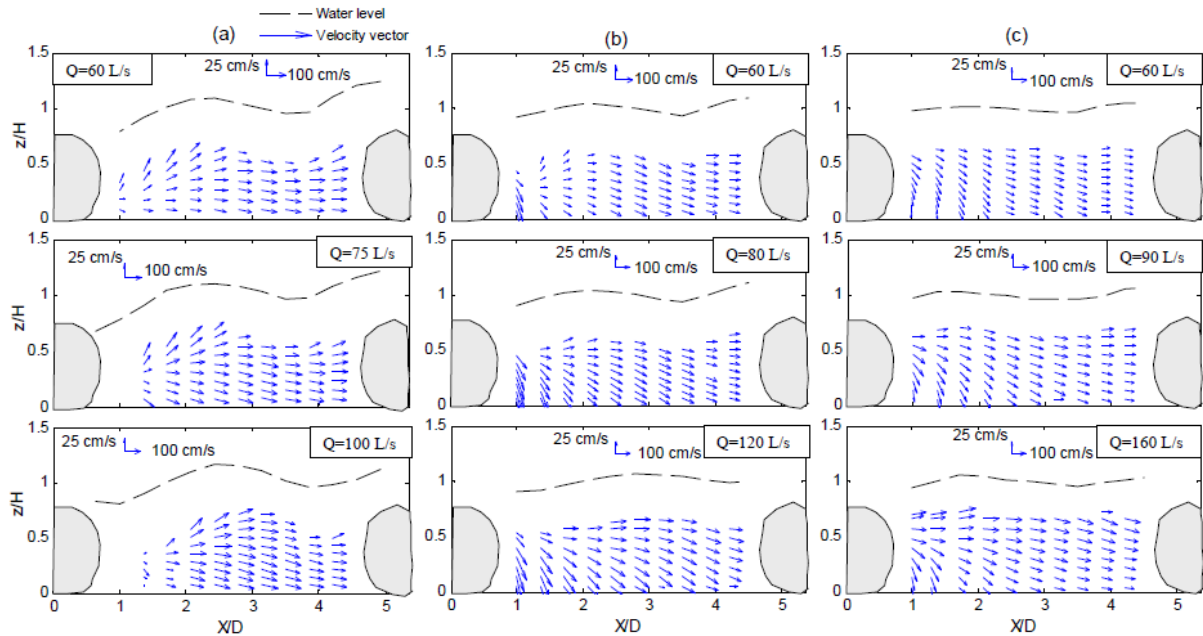 Water level
Velocity vector
(a)
(b)
(c)
1.5
Q=60 L/s
25 cm/s
100 cm/s
25 cm/s
100 cm/s
Q=60 L/s
25 cm/s
100 cm/s
Q=60 L/s
z/H
1
0.5
0
1.5
25 cm/s
100 cm/s
Q=75 L/s
25 cm/s
100 cm/s
Q=80 L/s
25 cm/s
100 cm/s
Q=90 L/s
z/H
1
0.5
0
1.5
25 cm/s
100 cm/s
Q=100 L/s
25 cm/s
100 cm/s
Q=120 L/s
25 cm/s
100 cm/s
Q=160 L/s
z/H
1
0.5
0
0 1 2 3 4 5
0 1 2 3 4 5
0 1 2 3 4 5
X/D
X/D
X/D